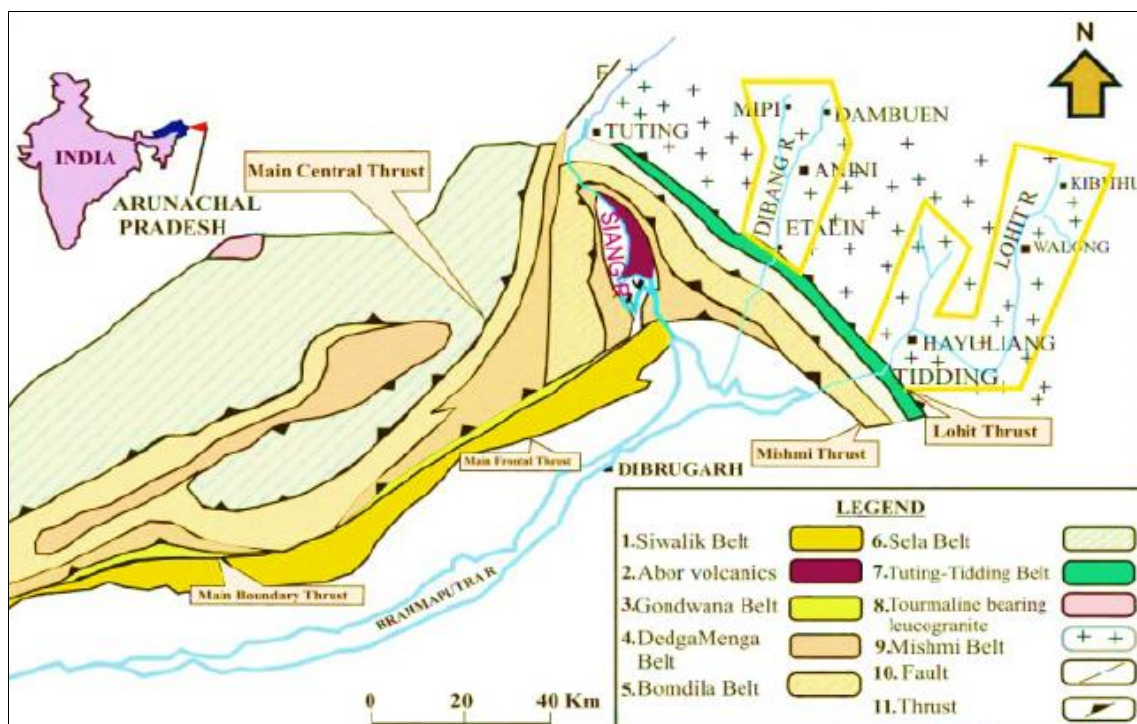 N
F
MIPI
DAMBUEN
TUTING
ANINI
DIBANG R
ETALIN
LOHIT R
KIBITHU
WALONG
HAYULIANG
TIDDING
INDIA
ARUNACHAL
PRADESH
Main Central Thrust
SIANG R
Main Frontal Thrust
Mishmi Thrust
Lohit Thrust
DIBRUGARH
Main Boundary Thrust
BRAHMAPUTRA R
0 20 40 Km
LEGEND
1.Siwalik Belt
2. Abor volcanics
3.Gondwana Belt
4. DedgaMenga
Belt
5. Bomdila Belt
6.Sela Belt
7.Tuting-Tidding Belt
8.Tourmaline bearing
leucogranite
9.Mishmi Belt
10. Fault
11.Thrust